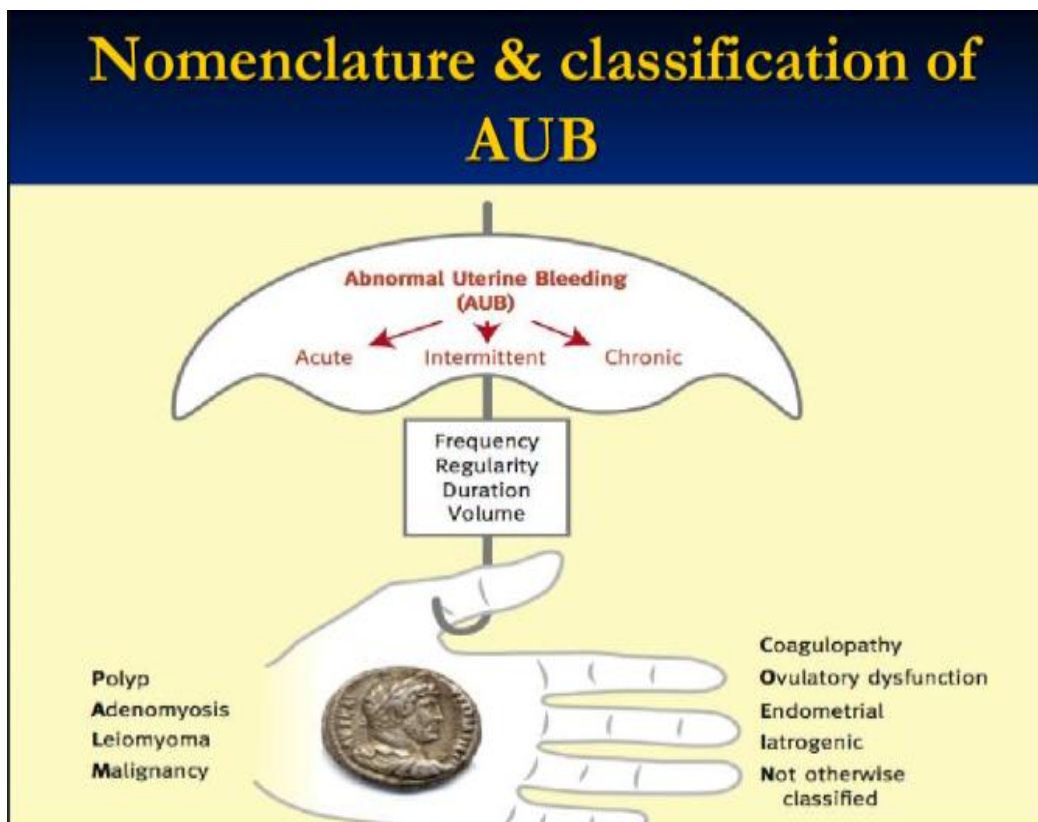 Nomenclature & classification of
AUB
Abnormal Uterine Bleeding
(AUB)
Acute Intermittent Chronic
Frequency
Regularity
Duration
Volume
Polyp
Adenomyosis
Leiomyoma
Malignancy
Coagulopathy
Ovulatory dysfunction
Endometrial
Iatrogenic
Not otherwise
classified